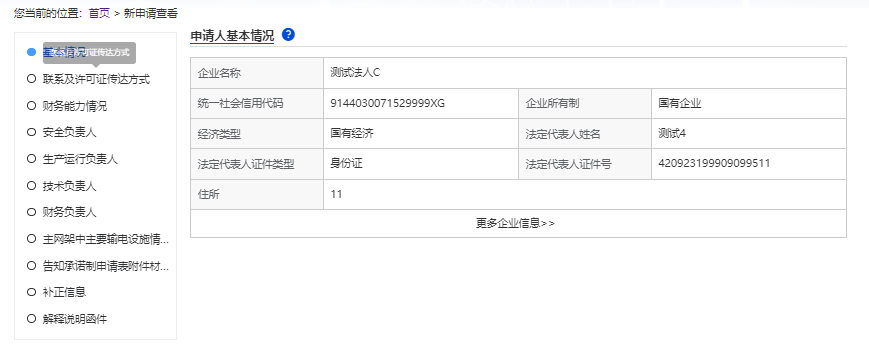 您当前的位置：首页 > 新申请查看
申请人基本情况 ?
基本情况
联系及许可证传达方式
联系及许可证传达方式
财务能力情况
安全负责人
生产运行负责人
技术负责人
财务负责人
主网架中主要输电设施情...
告知承诺制申请表附件材...
补正信息
解释说明函件
企业名称 测试法人C
统一社会信用代码 9144030071529999XG 企业所有制 国有企业
经济类型 国有经济 法定代表人姓名 测试4
法定代表人证件类型 身份证 法定代表人证件号 420923199909099511
住所 11
更多企业信息>>